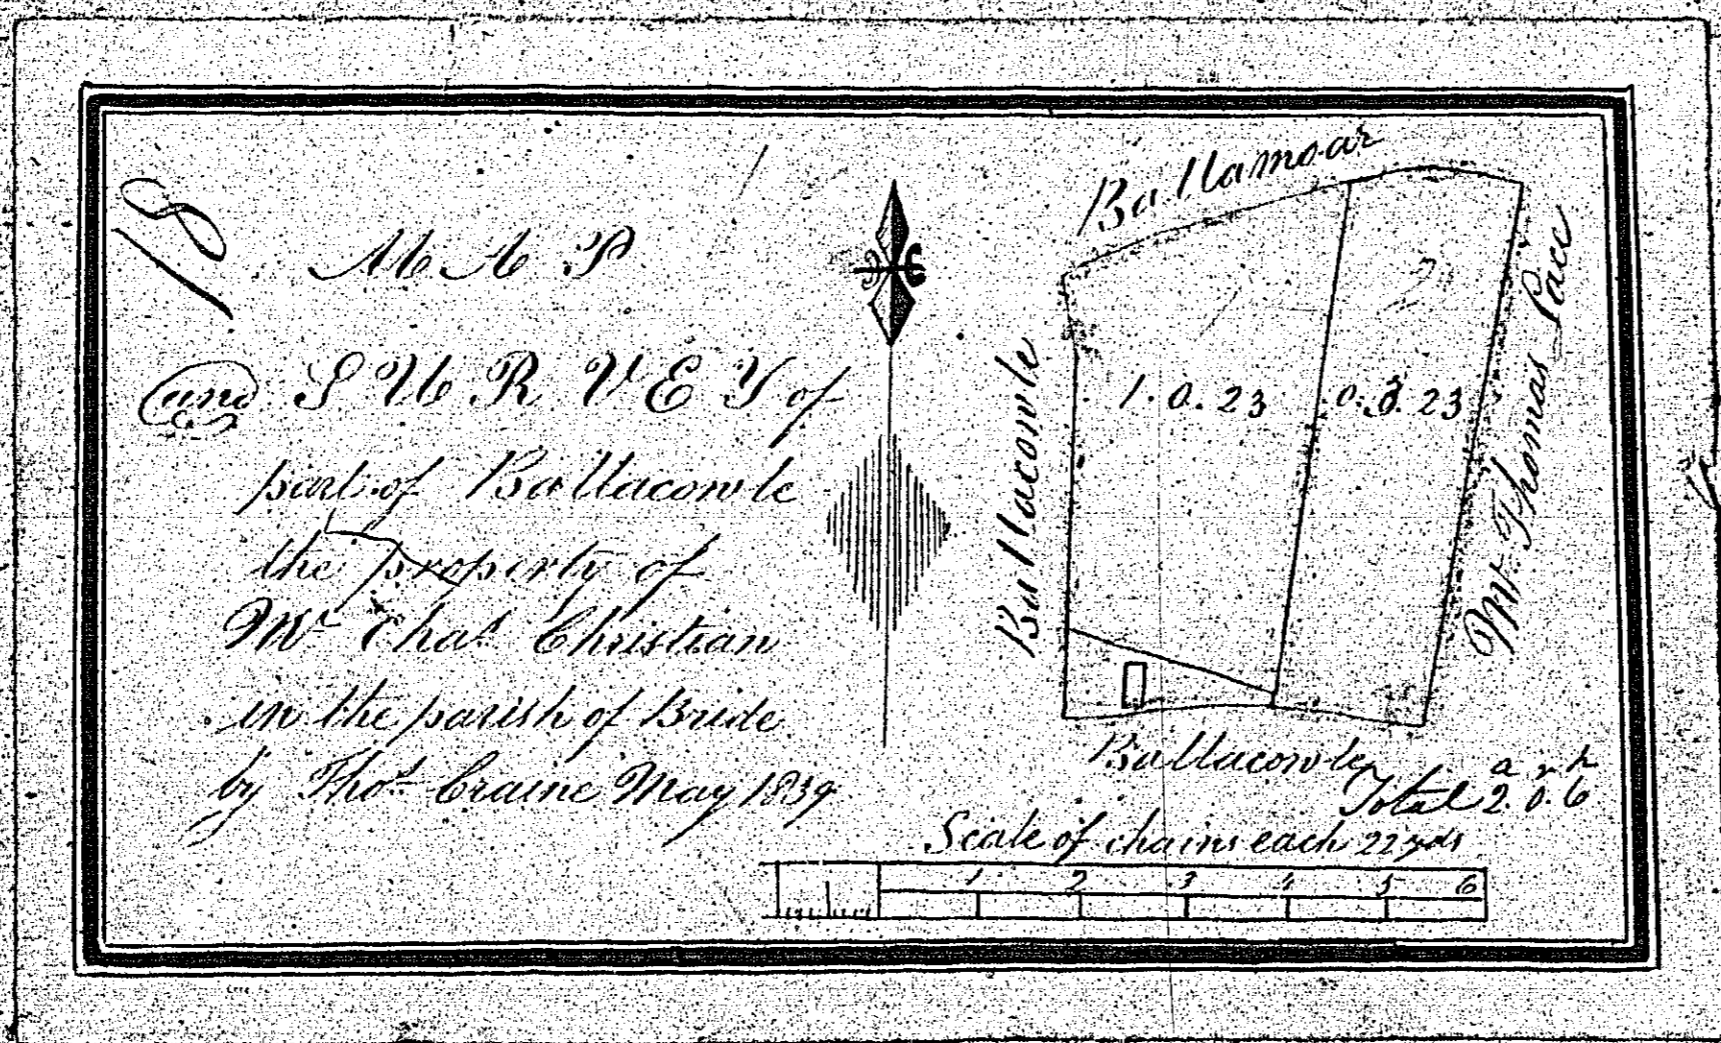 18
MAP
and SURVEY of
part of Ballacowle
the property of
Mr Chas Christian
in the parish of Bride
by Thos Craine May 1839
Ballamoar
Ballacowle
1.0.23
0.3.23
Mr Thomas Pace
Ballacowle
a r p
Total 2.0.6
Scale of chains each 22 yds
1 2 3 4 5 6